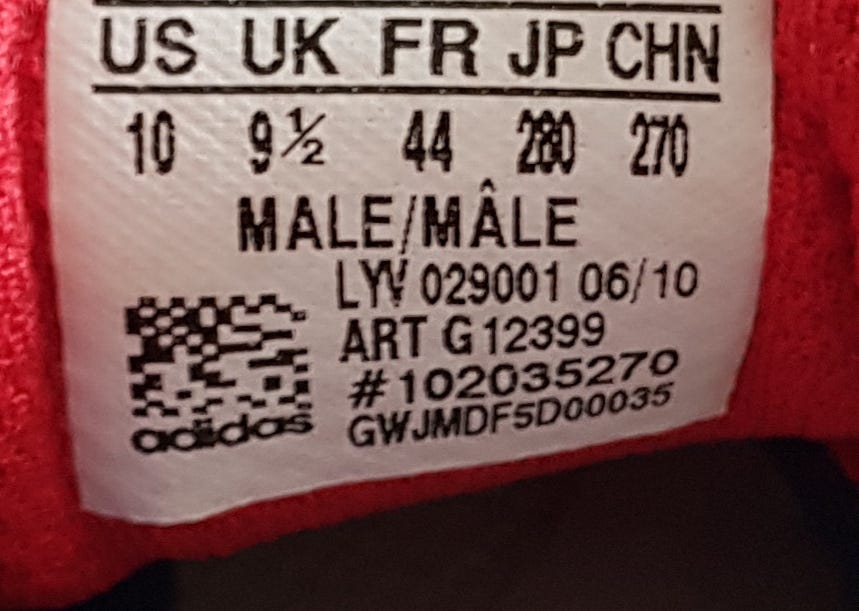 US UK FR JP CHN
10 9½ 44 280 270
MALE/MÂLE
LYV 029001 06/10
ART G12399
#102035270
GWJMDF5D00035
adidas